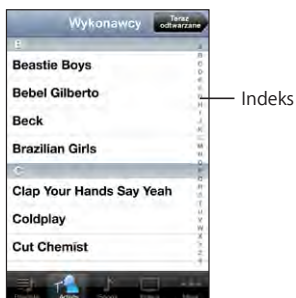 Wykonawcy
Teraz
odtwarzane
B
Beastie Boys
Bebel Gilberto
Beck
Brazilian Girls
C
Clap Your Hands Say Yeah
Coldplay
Cut Chemist
Indeks